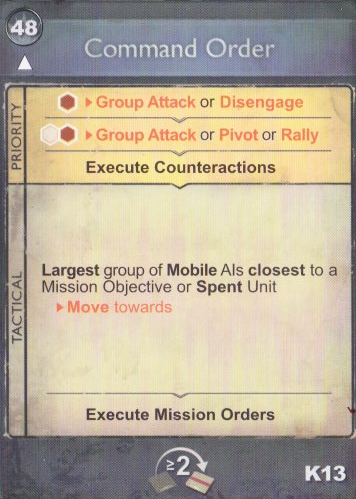 48
Command Order
PRIORITY
▸ Group Attack or Disengage
▸ Group Attack or Pivot or Rally
Execute Counteractions
TACTICAL
Largest group of Mobile AIs closest to a
Mission Objective or Spent Unit
▸ Move towards
Execute Mission Orders
≥2
K13